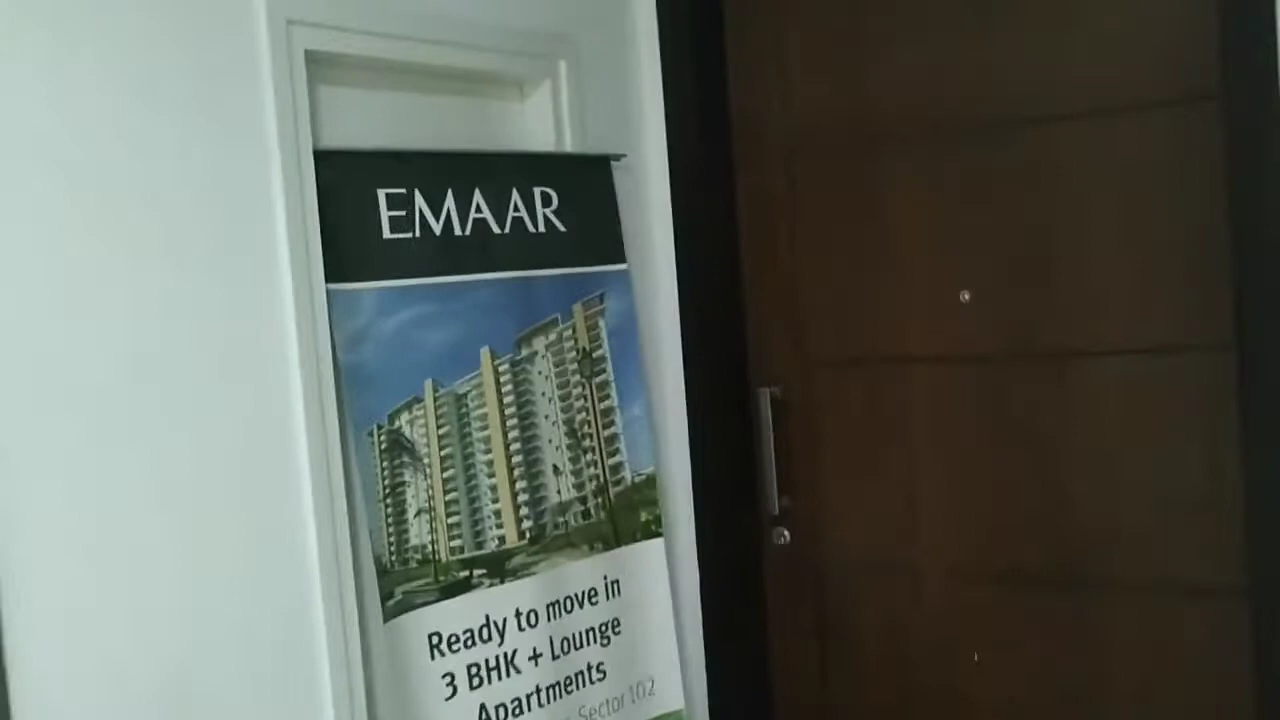 EMAAR
Ready to move in
3 BHK + Lounge
Apartments
Sector 102